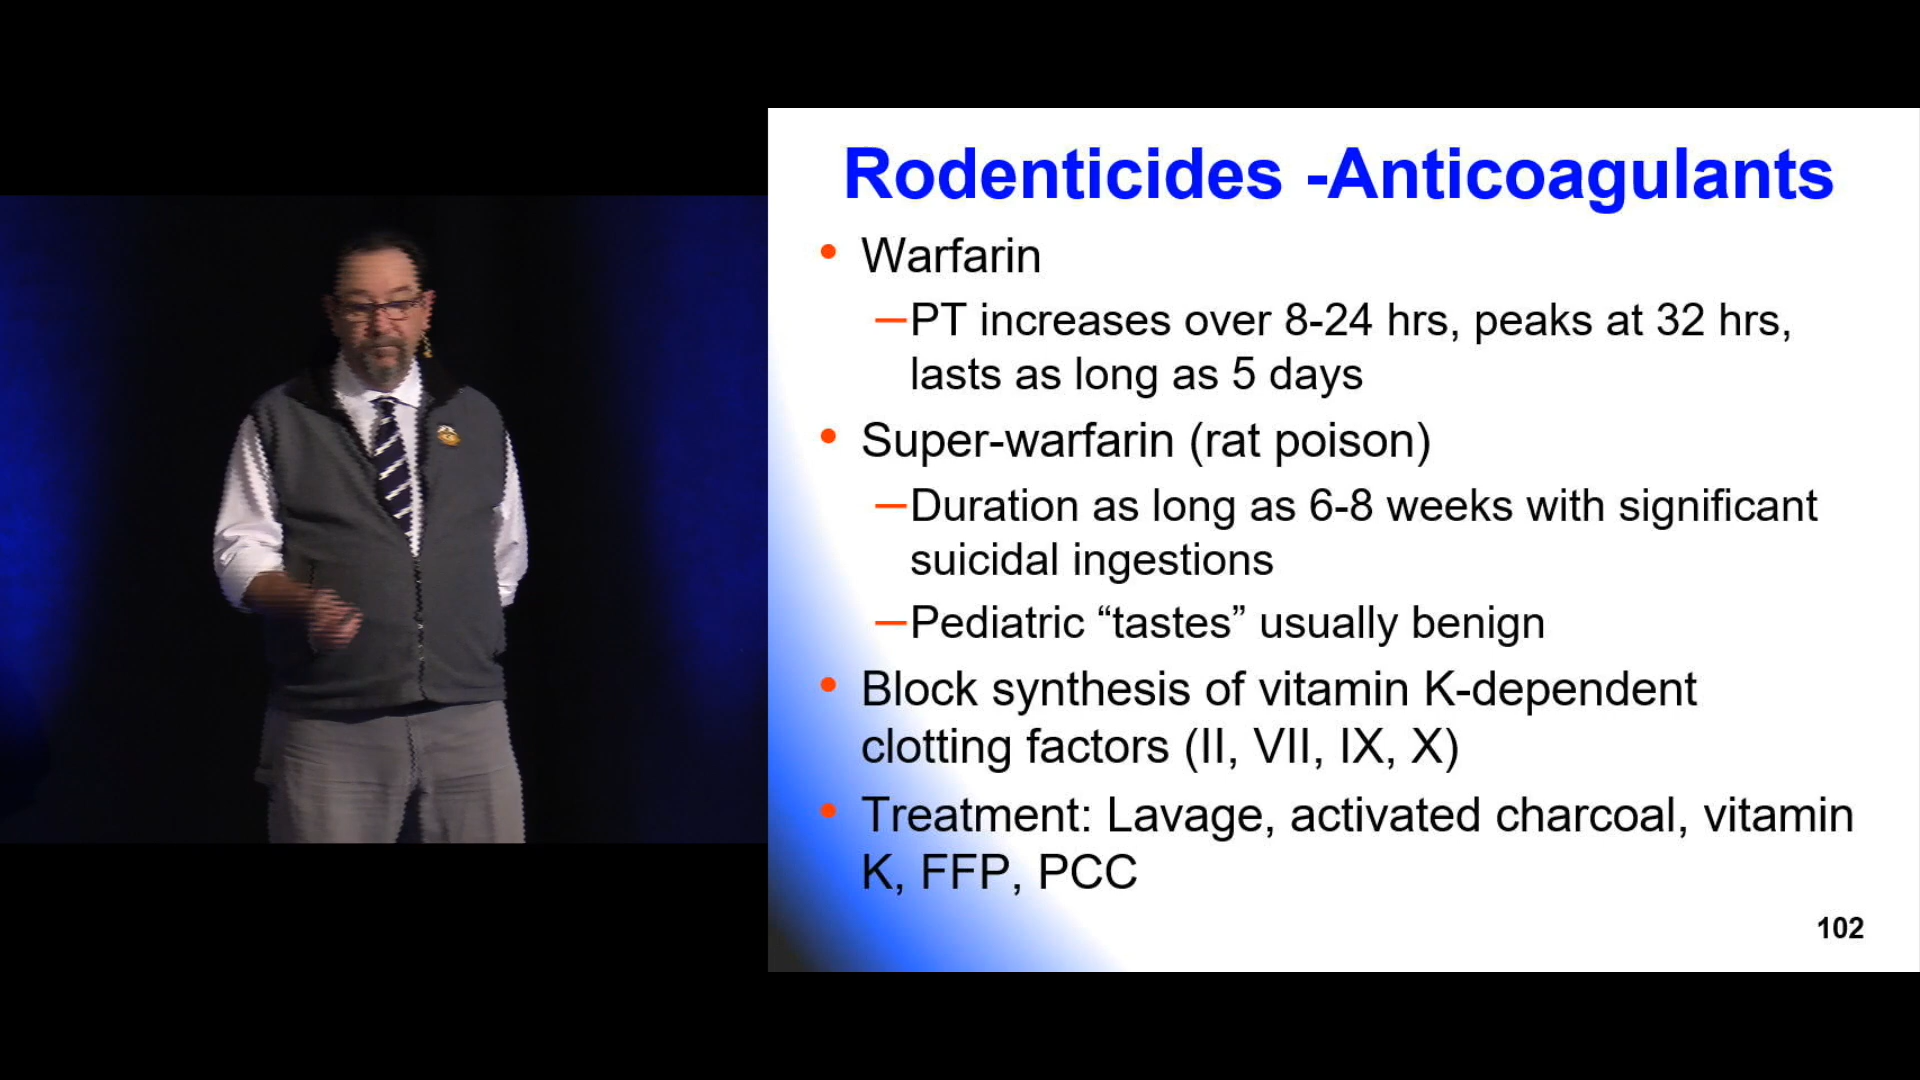 Rodenticides -Anticoagulants
• Warfarin
–PT increases over 8-24 hrs, peaks at 32 hrs,
lasts as long as 5 days
• Super-warfarin (rat poison)
–Duration as long as 6-8 weeks with significant
suicidal ingestions
–Pediatric “tastes” usually benign
• Block synthesis of vitamin K-dependent
clotting factors (II, VII, IX, X)
• Treatment: Lavage, activated charcoal, vitamin
K, FFP, PCC
102